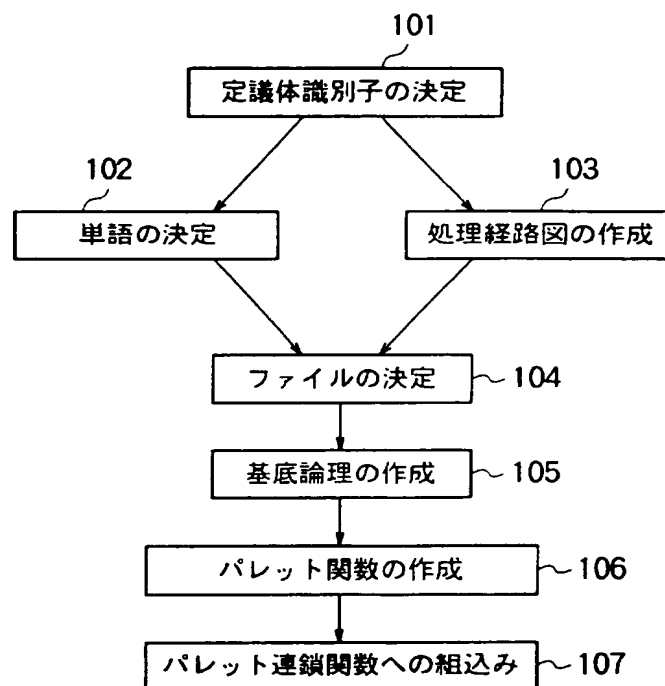 101
定議体識別子の決定
102
単語の決定
103
処理経路図の作成
ファイルの決定
104
基底論理の作成
105
パレット関数の作成
106
パレット連鎖関数への組込み
107